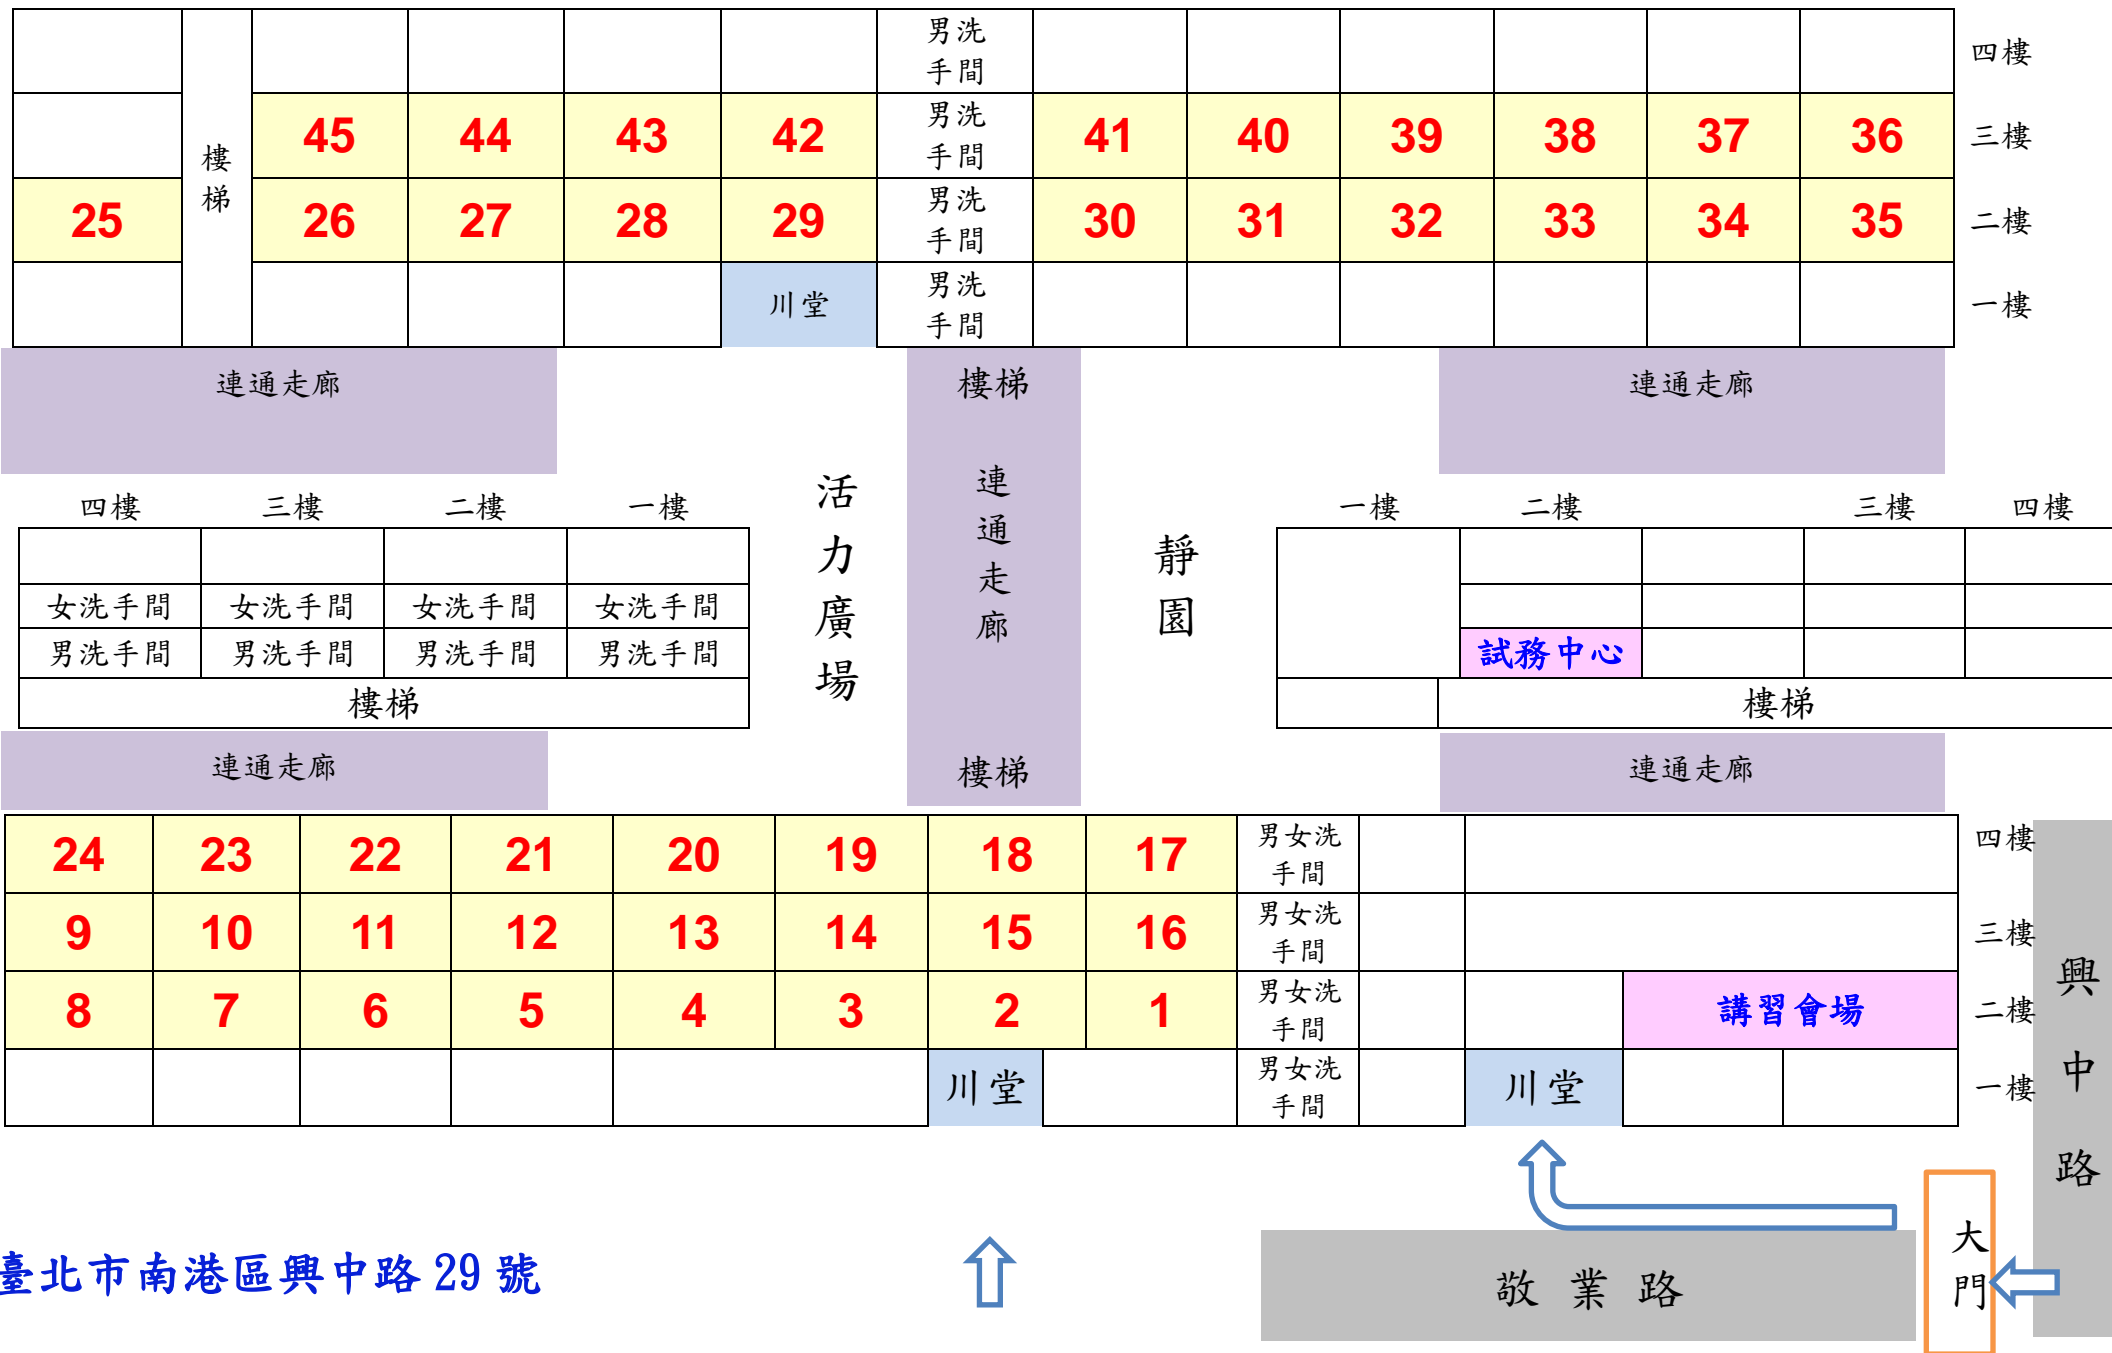 男洗
手間
四樓
樓
梯
45 44 43 42
男洗
手間
41 40 39 38 37 36
三樓
25
26 27 28 29
男洗
手間
30 31 32 33 34 35
二樓
川堂
男洗
手間
一樓
連通走廊
樓梯
連通走廊
活
力
廣
場
連
通
走
廊
樓梯
靜
園
四樓 三樓 二樓 一樓
女洗手間 女洗手間 女洗手間 女洗手間
男洗手間 男洗手間 男洗手間 男洗手間
樓梯
一樓 二樓 三樓 四樓
試務中心
樓梯
連通走廊
連通走廊
24 23 22 21 20 19 18 17
男女洗
手間
四樓
9 10 11 12 13 14 15 16
男女洗
手間
三樓
8 7 6 5 4 3 2 1
男女洗
手間
講習會場
二樓
川堂
男女洗
手間
川堂
一樓
興
中
路
大
門
敬業路
臺北市南港區興中路 29 號